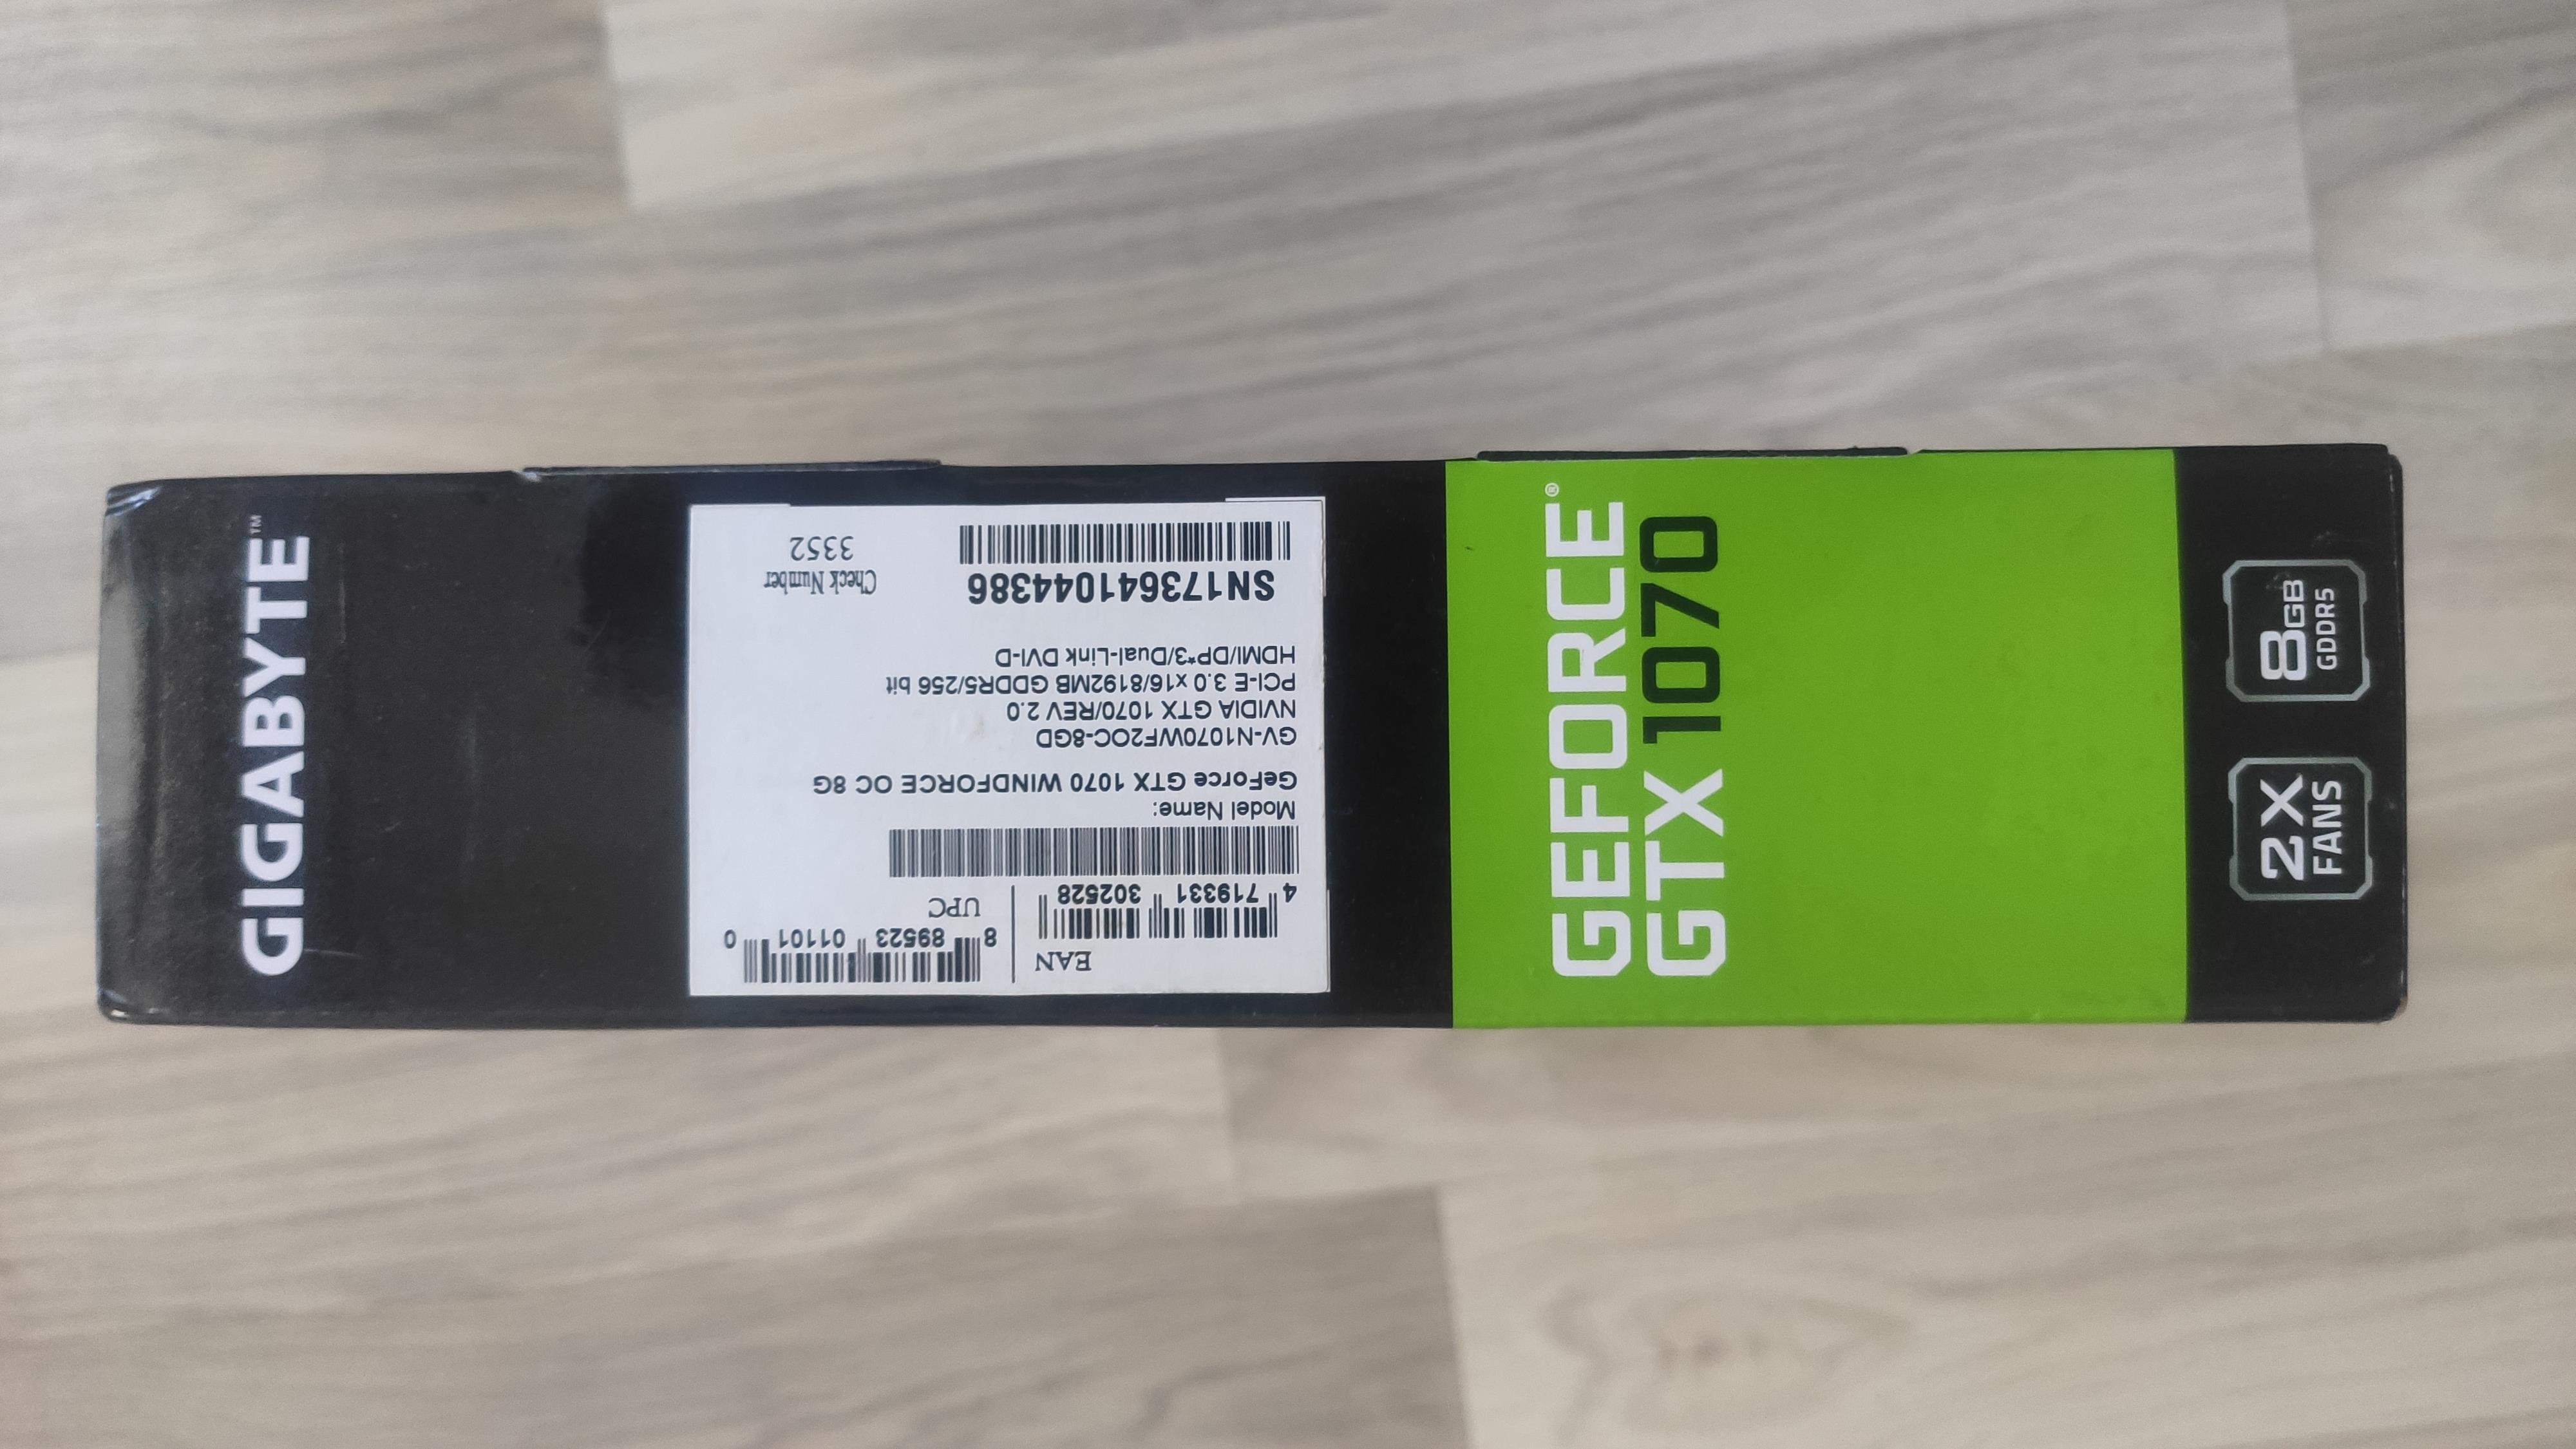 GIGABYTE™
EAN
4 719331 302528
UPC
8 89523 01101 0
Model Name:
GeForce GTX 1070 WINDFORCE OC 8G
GV-N1070WF2OC-8GD
NVIDIA GTX 1070/REV 2.0
PCI-E 3.0 x16/8192MB GDDR5/256 bit
HDMI/DP*3/Dual-Link DVI-D
SN173641044386
Check Number
3352
GEFORCE®
GTX 1070
2X
FANS
8GB
GDDR5